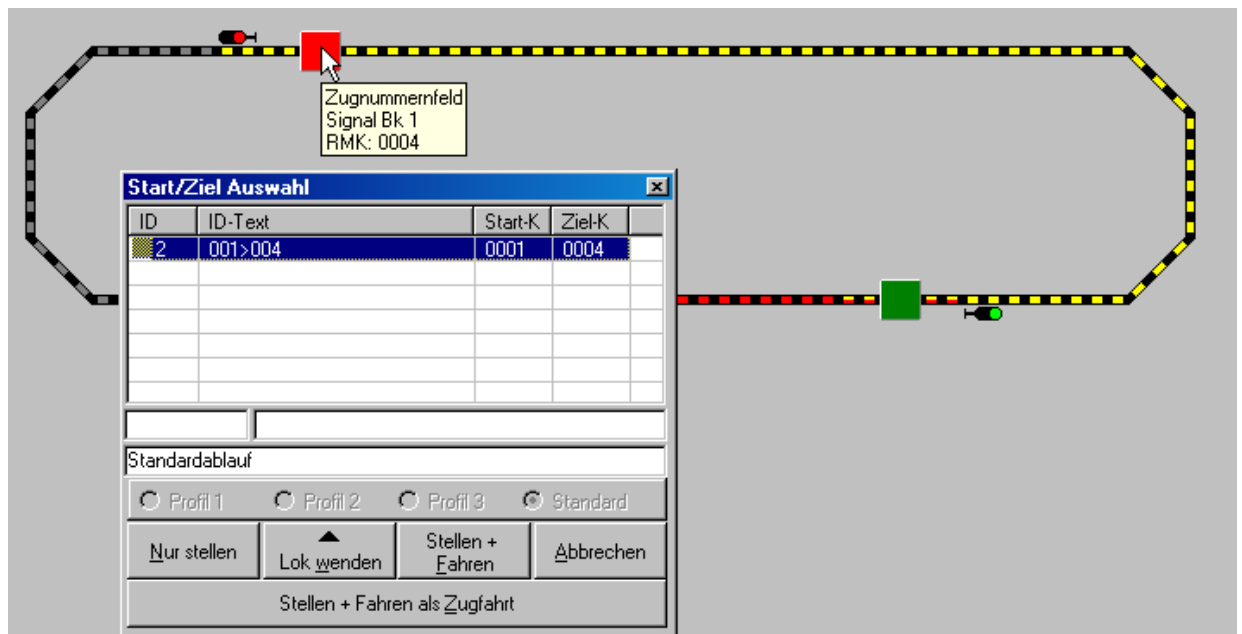 Zugnummernfeld
Signal Bk 1
RMK: 0004
Start/Ziel Auswahl
ID ID-Text Start-K Ziel-K
2 001>004 0001 0004
Standardablauf
Profil 1 Profil 2 Profil 3 Standard
Nur stellen Lok wenden Stellen + Fahren Abbrechen
Stellen + Fahren als Zugfahrt